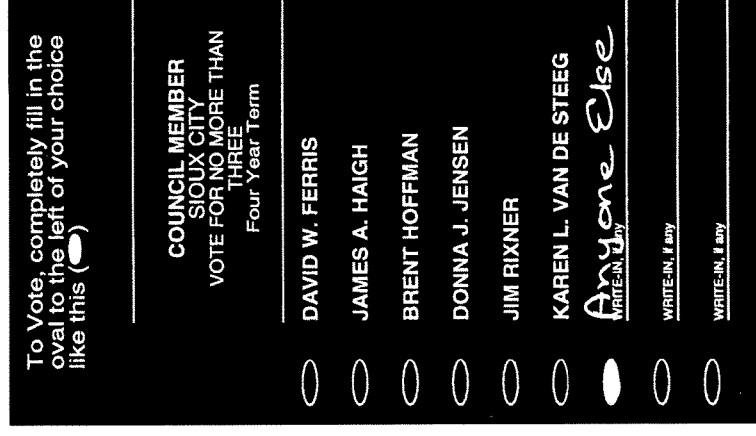 To Vote, completely fill in the
oval to the left of your choice
like this ( )
COUNCIL MEMBER
SIOUX CITY
VOTE FOR NO MORE THAN
THREE
Four Year Term
DAVID W. FERRIS
JAMES A. HAIGH
BRENT HOFFMAN
DONNA J. JENSEN
JIM RIXNER
KAREN L. VAN DE STEEG
Anyone Else
WRITE-IN, if any
WRITE-IN, if any
WRITE-IN, if any